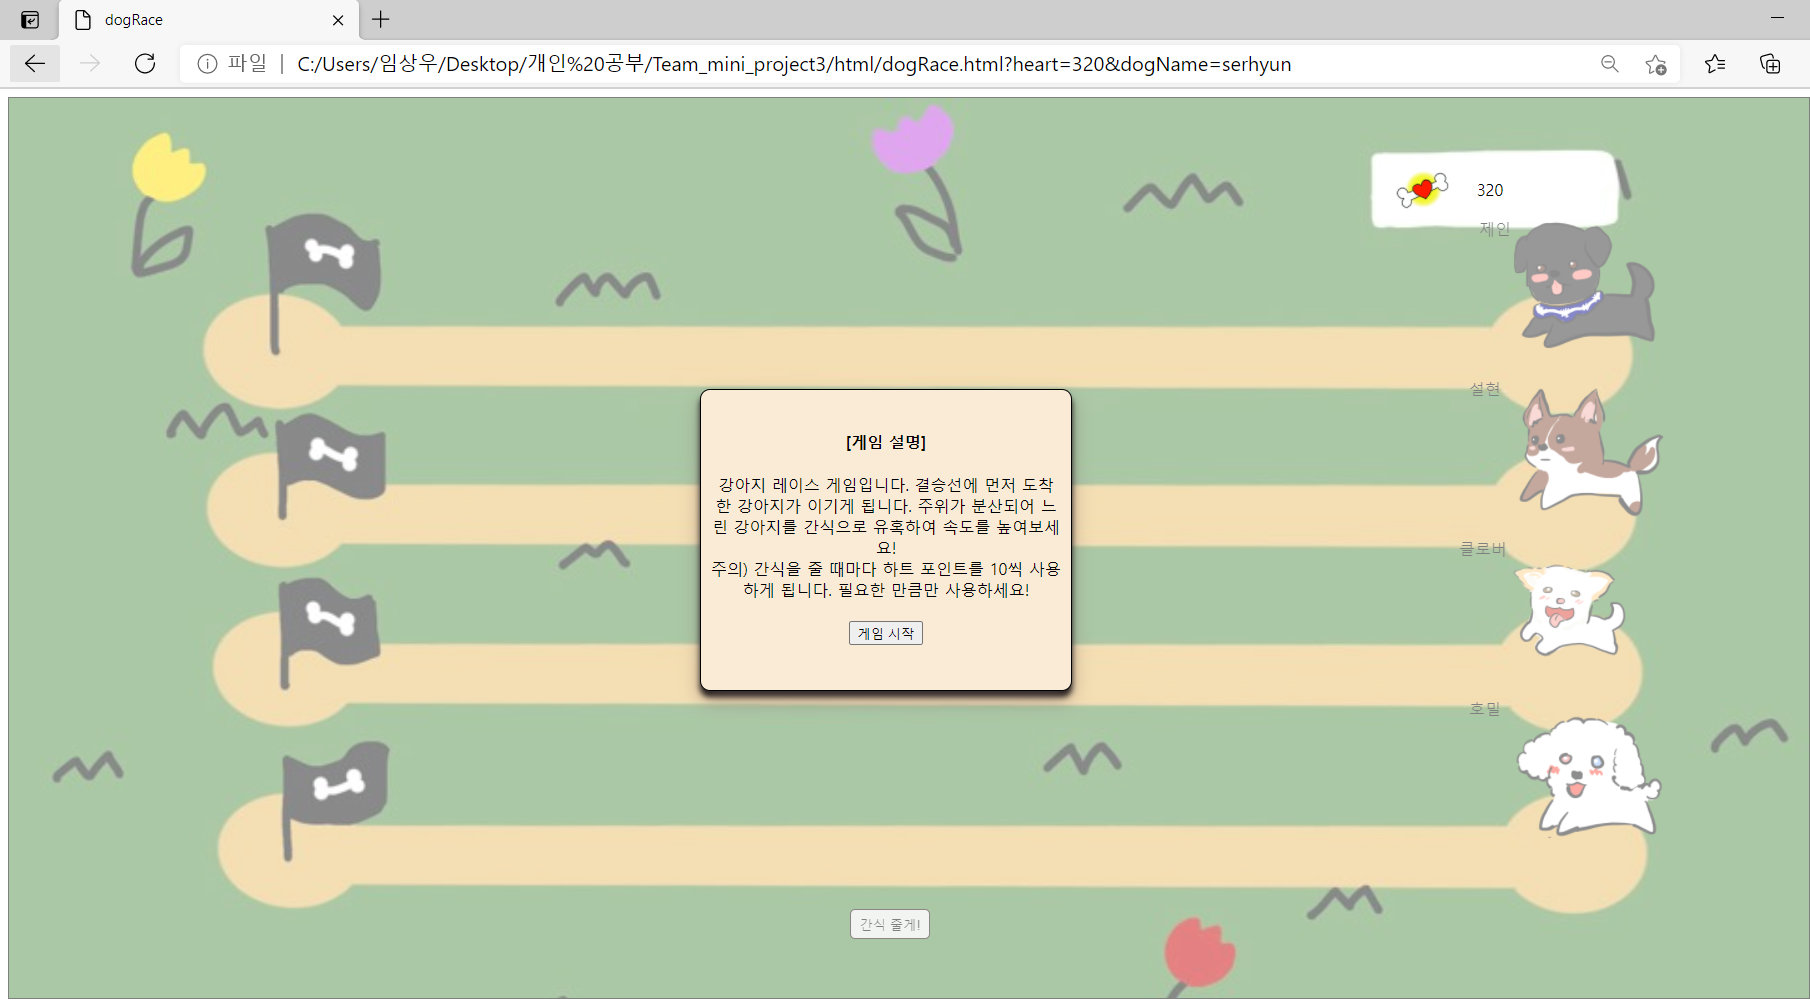 dogRace
파일 | C:/Users/임상우/Desktop/개인%20공부/Team_mini_project3/html/dogRace.html?heart=320&dogName=serhyun
320
제인
설현
[게임 설명]
강아지 레이스 게임입니다. 결승선에 먼저 도착
한 강아지가 이기게 됩니다. 주위가 분산되어 느
린 강아지를 간식으로 유혹하여 속도를 높여보세
요!
주의) 간식을 줄 때마다 하트 포인트를 10씩 사용
하게 됩니다. 필요한 만큼만 사용하세요!
게임 시작
클로버
호밀
간식 줄게!